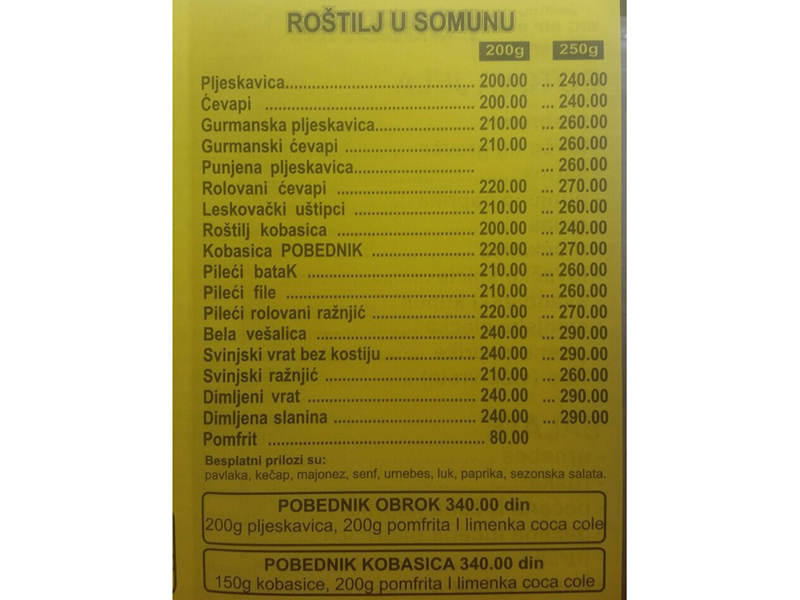 ROŠTILJ U SOMUNU
200g 250g
Pljeskavica.................................... 200.00 ... 240.00
Ćevapi ........................................ 200.00 ... 240.00
Gurmanska pljeskavica................... 210.00 ... 260.00
Gurmanski ćevapi ......................... 210.00 ... 260.00
Punjena pljeskavica....................... ... 260.00
Rolovani ćevapi .......................... 220.00 ... 270.00
Leskovački uštipci ....................... 210.00 ... 260.00
Roštilj kobasica ............................ 200.00 ... 240.00
Kobasica POBEDNIK .................... 220.00 ... 270.00
Pileći bataK ................................ 210.00 ... 260.00
Pileći file .................................... 210.00 ... 260.00
Pileći rolovani ražnjić .................... 220.00 ... 270.00
Bela vešalica ............................... 240.00 ... 290.00
Svinjski vrat bez kostiju .................. 240.00 ... 290.00
Svinjski ražnjić ............................. 210.00 ... 260.00
Dimljeni vrat ................................. 240.00 ... 290.00
Dimljena slanina ............................ 240.00 ... 290.00
Pomfrit .......................................... 80.00
Besplatni prilozi su:
pavlaka, kečap, majonez, senf, urnebes, luk, paprika, sezonska salata.
POBEDNIK OBROK 340.00 din
200g pljeskavica, 200g pomfrita I limenka coca cole
POBEDNIK KOBASICA 340.00 din
150g kobasice, 200g pomfrita I limenka coca cole